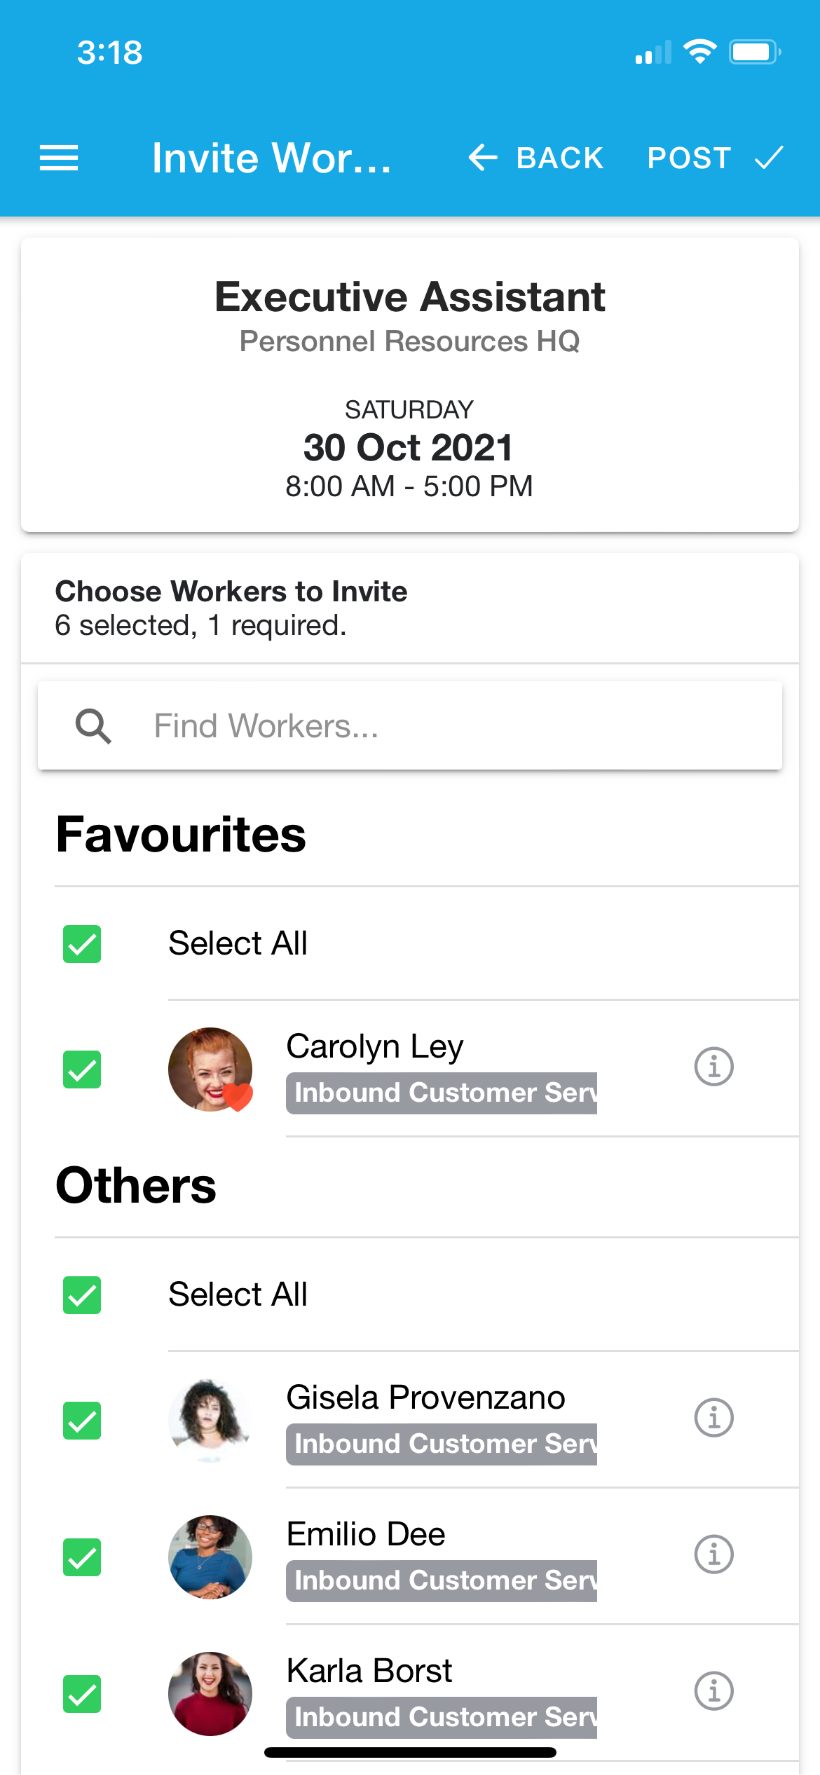 3:18
Invite Wor...
BACK
POST
Executive Assistant
Personnel Resources HQ
SATURDAY
30 Oct 2021
8:00 AM - 5:00 PM
Choose Workers to Invite
6 selected, 1 required.
Find Workers...
Favourites
Select All
Carolyn Ley
Inbound Customer Serv
Others
Select All
Gisela Provenzano
Inbound Customer Serv
Emilio Dee
Inbound Customer Serv
Karla Borst
Inbound Customer Serv